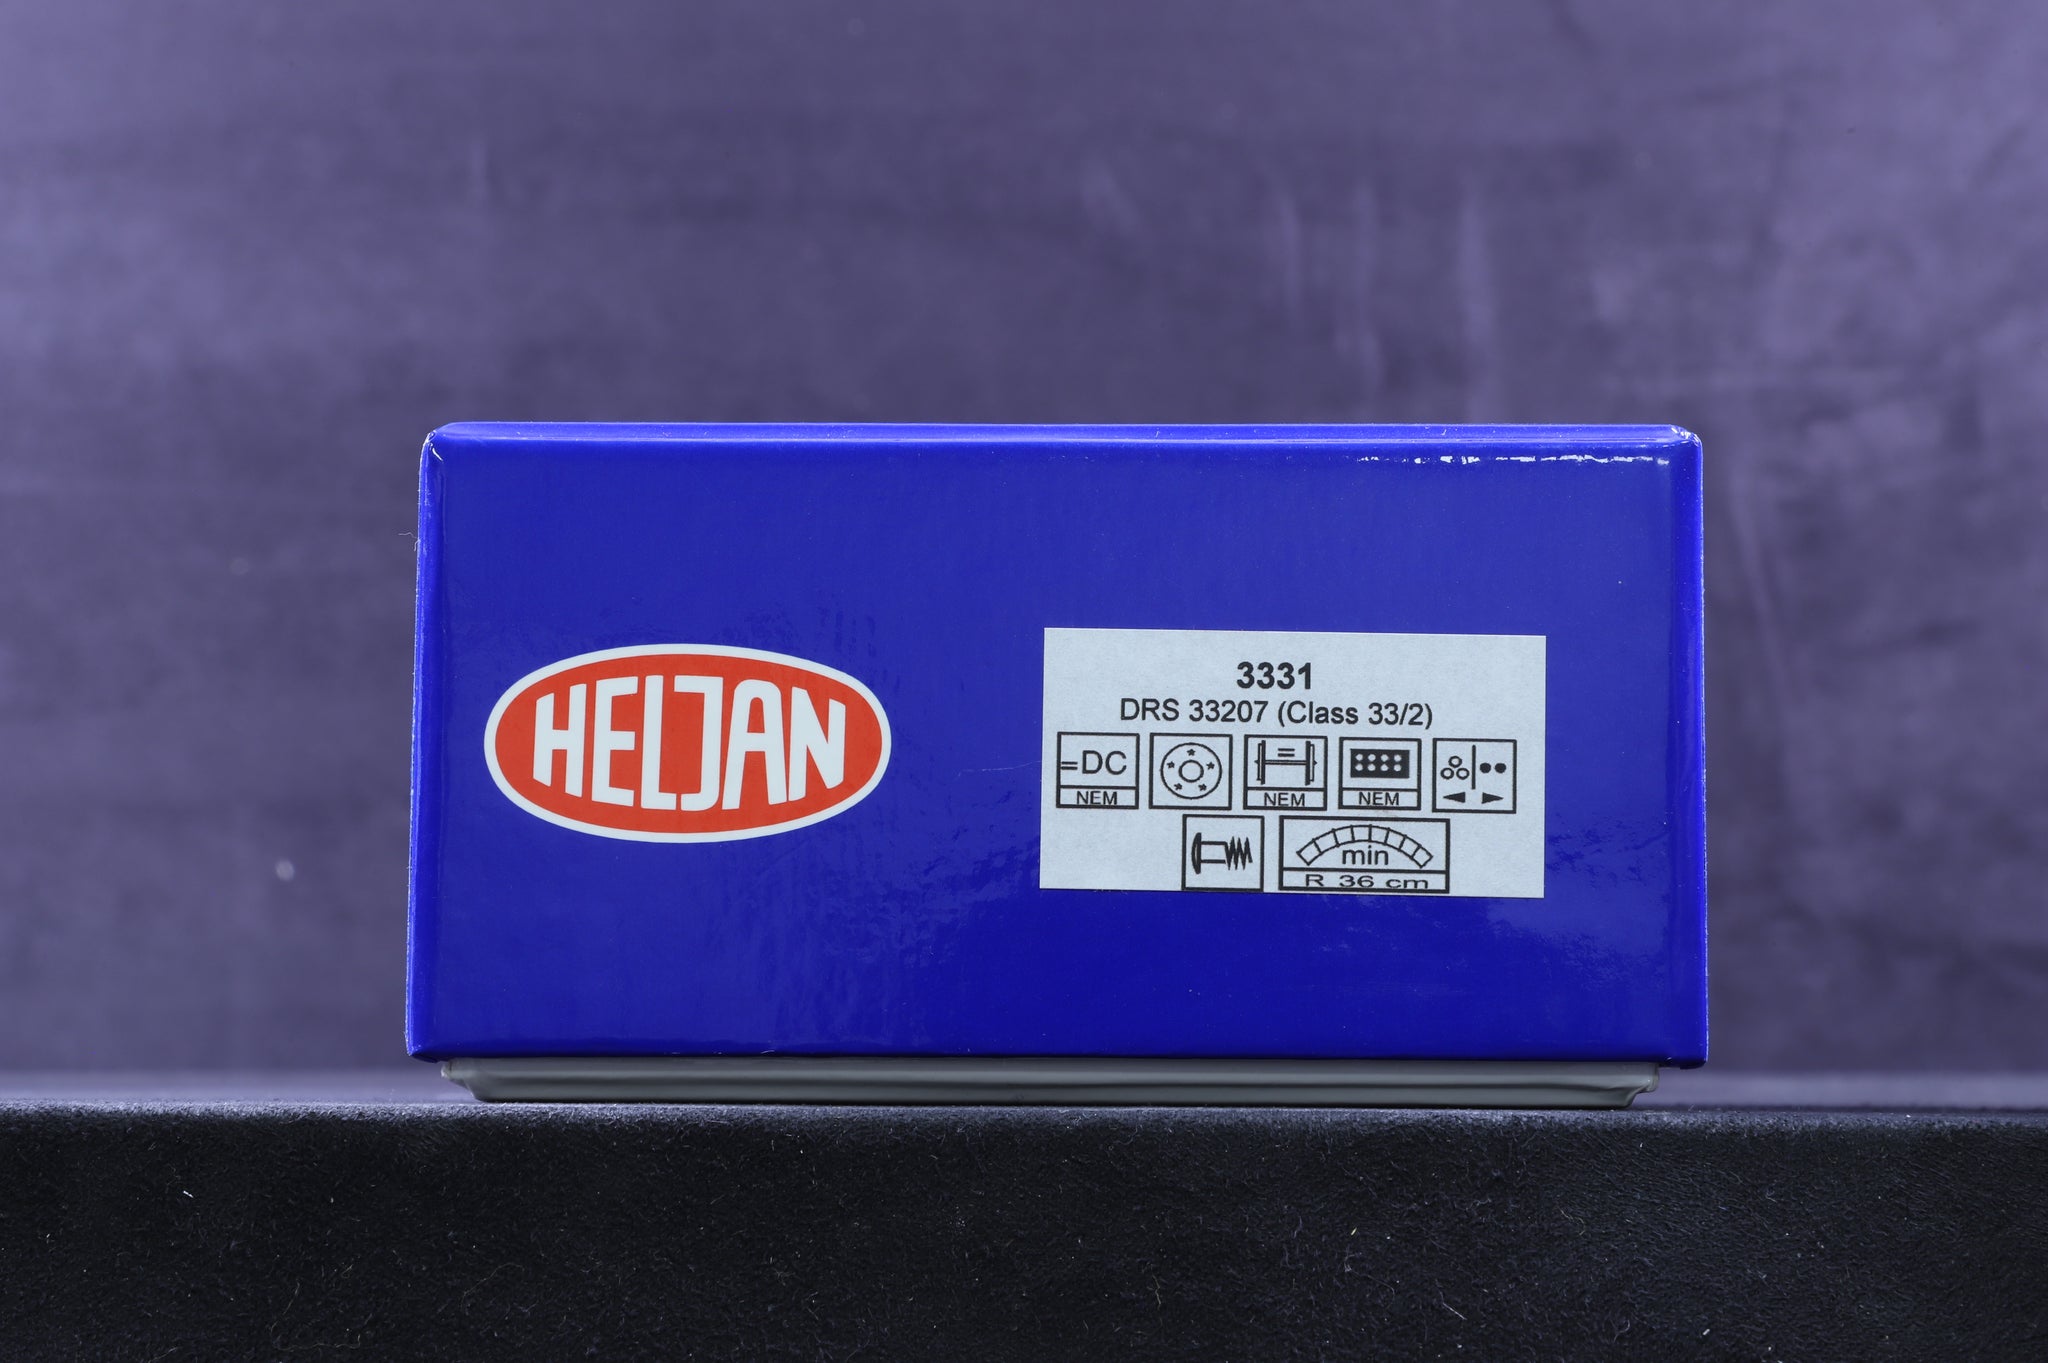 HELJAN
3331
DRS 33207 (Class 33/2)
=DC
NEM
NEM
NEM
min
R 36 cm